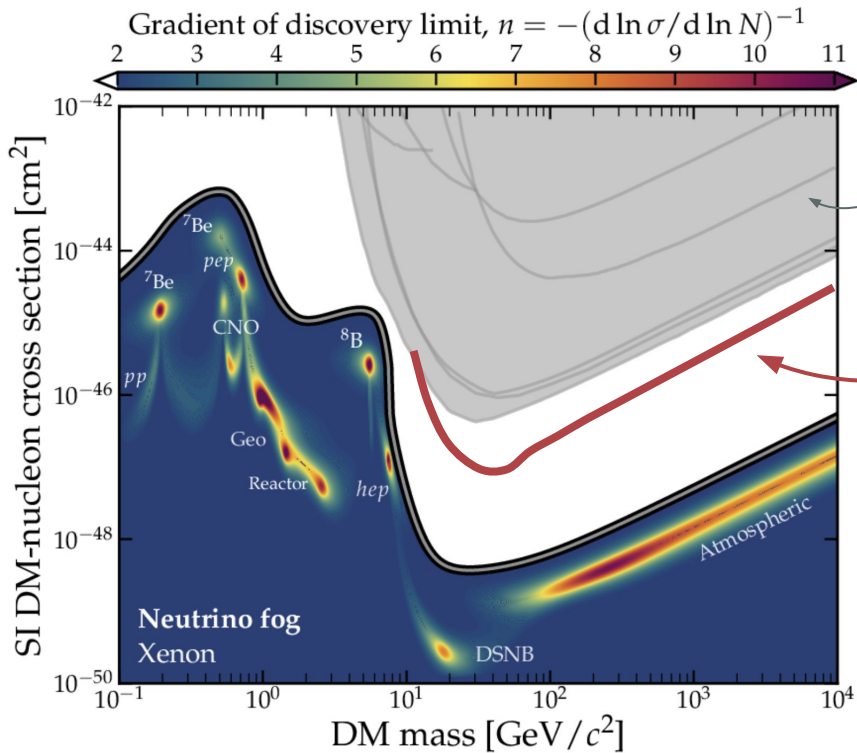 Gradient of discovery limit, n = −(d ln σ/d ln N)⁻¹
2 3 4 5 6 7 8 9 10 11
SI DM-nucleon cross section [cm²]
10⁻⁴²
10⁻⁴⁴
10⁻⁴⁶
10⁻⁴⁸
10⁻⁵⁰
⁷Be
⁷Be
pep
CNO
⁸B
pp
Geo
Reactor
hep
Atmospheric
DSNB
Neutrino fog
Xenon
10⁻¹ 10⁰ 10¹ 10² 10³ 10⁴
DM mass [GeV/c²]